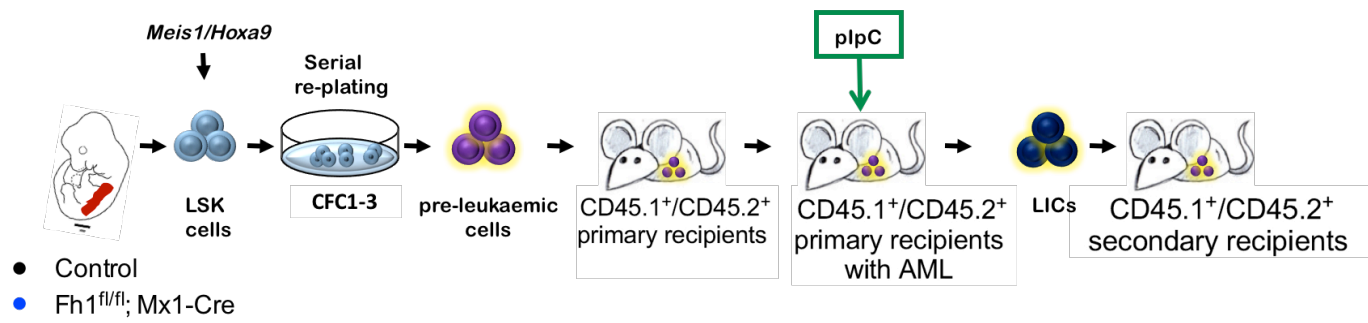 Meis1/Hoxa9
pIpC
Serial
re-plating
LSK
cells
CFC1-3
pre-leukaemic
cells
CD45.1⁺/CD45.2⁺
primary recipients
CD45.1⁺/CD45.2⁺
primary recipients
with AML
LICs
CD45.1⁺/CD45.2⁺
secondary recipients
Control
Fh1ᶠˡ/ᶠˡ; Mx1-Cre